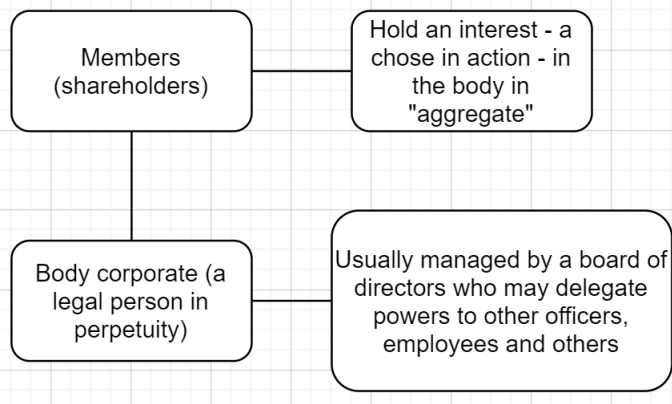 Members
(shareholders)
Hold an interest - a
chose in action - in
the body in
"aggregate"
Body corporate (a
legal person in
perpetuity)
Usually managed by a board of
directors who may delegate
powers to other officers,
employees and others